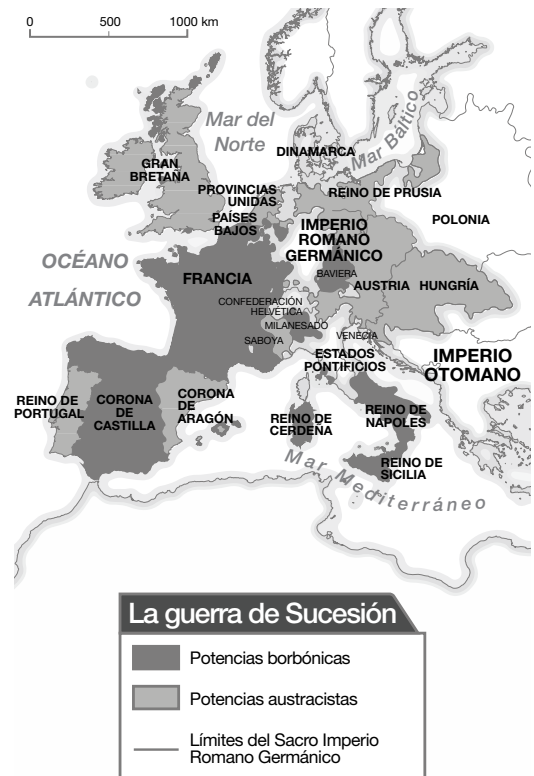 0 500 1000 km
Mar del
Norte
Mar Báltico
DINAMARCA
GRAN
BRETAÑA
PROVINCIAS
UNIDAS
REINO DE PRUSIA
PAÍSES
BAJOS
POLONIA
IMPERIO
ROMANO
GERMÁNICO
OCÉANO
ATLÁNTICO
FRANCIA
BAVIERA
AUSTRIA HUNGRÍA
CONFEDERACIÓN
HELVÉTICA
MILANESADO
SABOYA
VENECIA
ESTADOS
PONTIFICIOS
IMPERIO
OTOMANO
REINO DE
PORTUGAL
CORONA
DE
CASTILLA
CORONA
DE
ARAGÓN
REINO DE
CERDEÑA
REINO DE
NÁPOLES
REINO DE
SICILIA
Mar Mediterráneo
La guerra de Sucesión
Potencias borbónicas
Potencias austracistas
Límites del Sacro Imperio
Romano Germánico